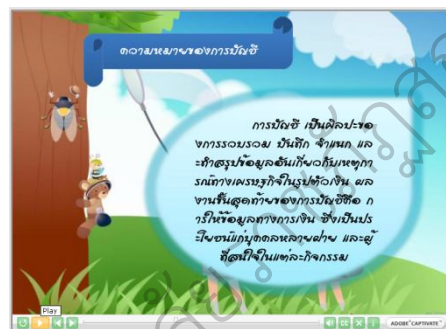 ความหมายของการบัญชี
การบัญชี เป็นศิลปะขอ
งการรวบรวม บันทึก จำแนก แล
ะทำสรุปข้อมูลอันเกี่ยวกับเหตุกา
รณ์ทางเศรษฐกิจในรูปตัวเงิน ผล
งานขั้นสุดท้ายของการบัญชีคือ ก
ารให้ข้อมูลทางการเงิน ซึ่งเป็นปร
ะโยชน์แก่บุคคลหลายฝ่าย และผู้
ที่สนใจในแต่ละกิจกรรม
Play
ADOBE CAPTIVATE